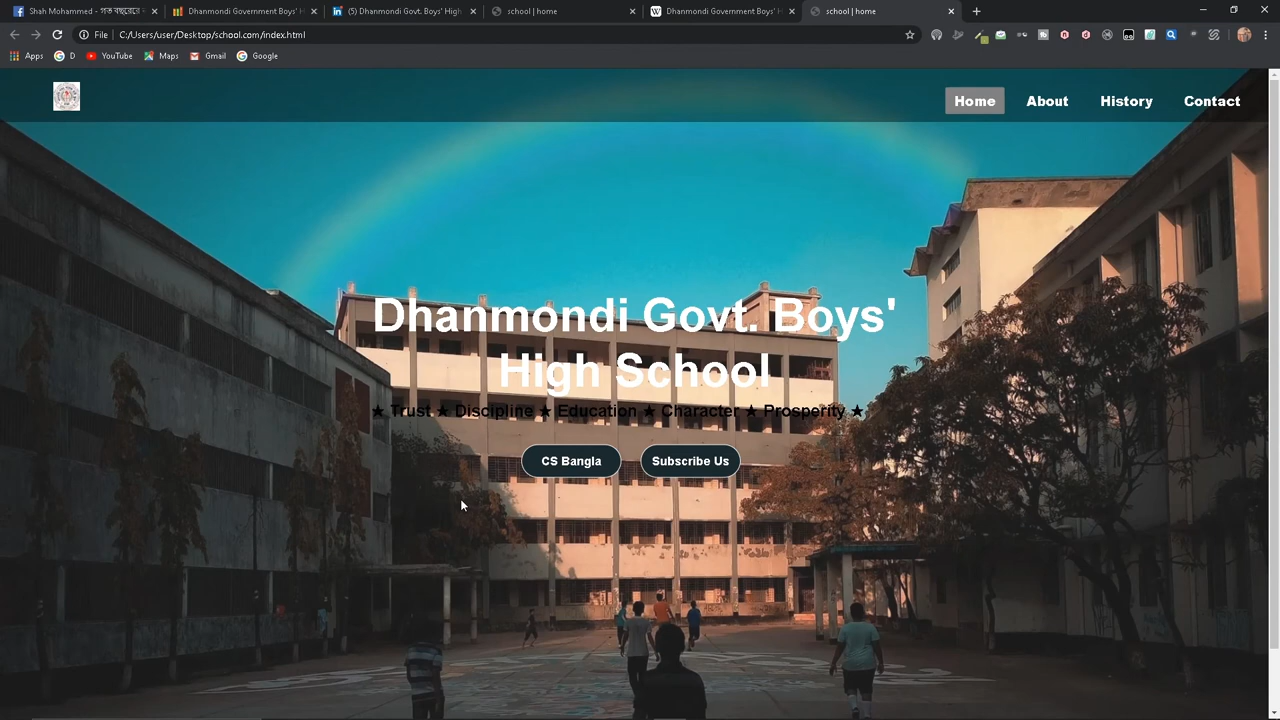 Shah Mohammed - গত বছরের
Dhanmondi Government Boys' H
(5) Dhanmondi Govt. Boys' High
school | home
Dhanmondi Government Boys' H
school | home
File C:/Users/user/Desktop/school.com/index.html
Apps D YouTube Maps Gmail Google
Home About History Contact
Dhanmondi Govt. Boys'
High School
★ Trust ★ Discipline ★ Education ★ Character ★ Prosperity ★
CS Bangla Subscribe Us